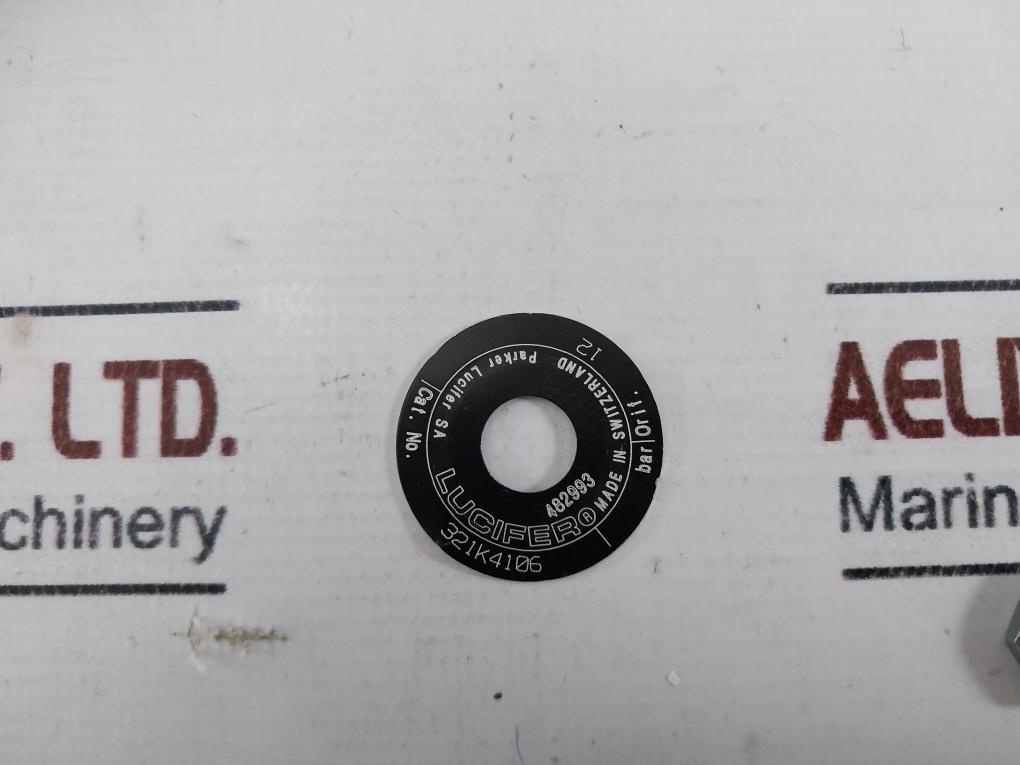 . LTD.
chinery
Parker Lucifer SA
LUCIFER®
MADE IN SWITZERLAND
482993
Cat. No.
321K4106
bar
Orif.
12
AEL
Marin